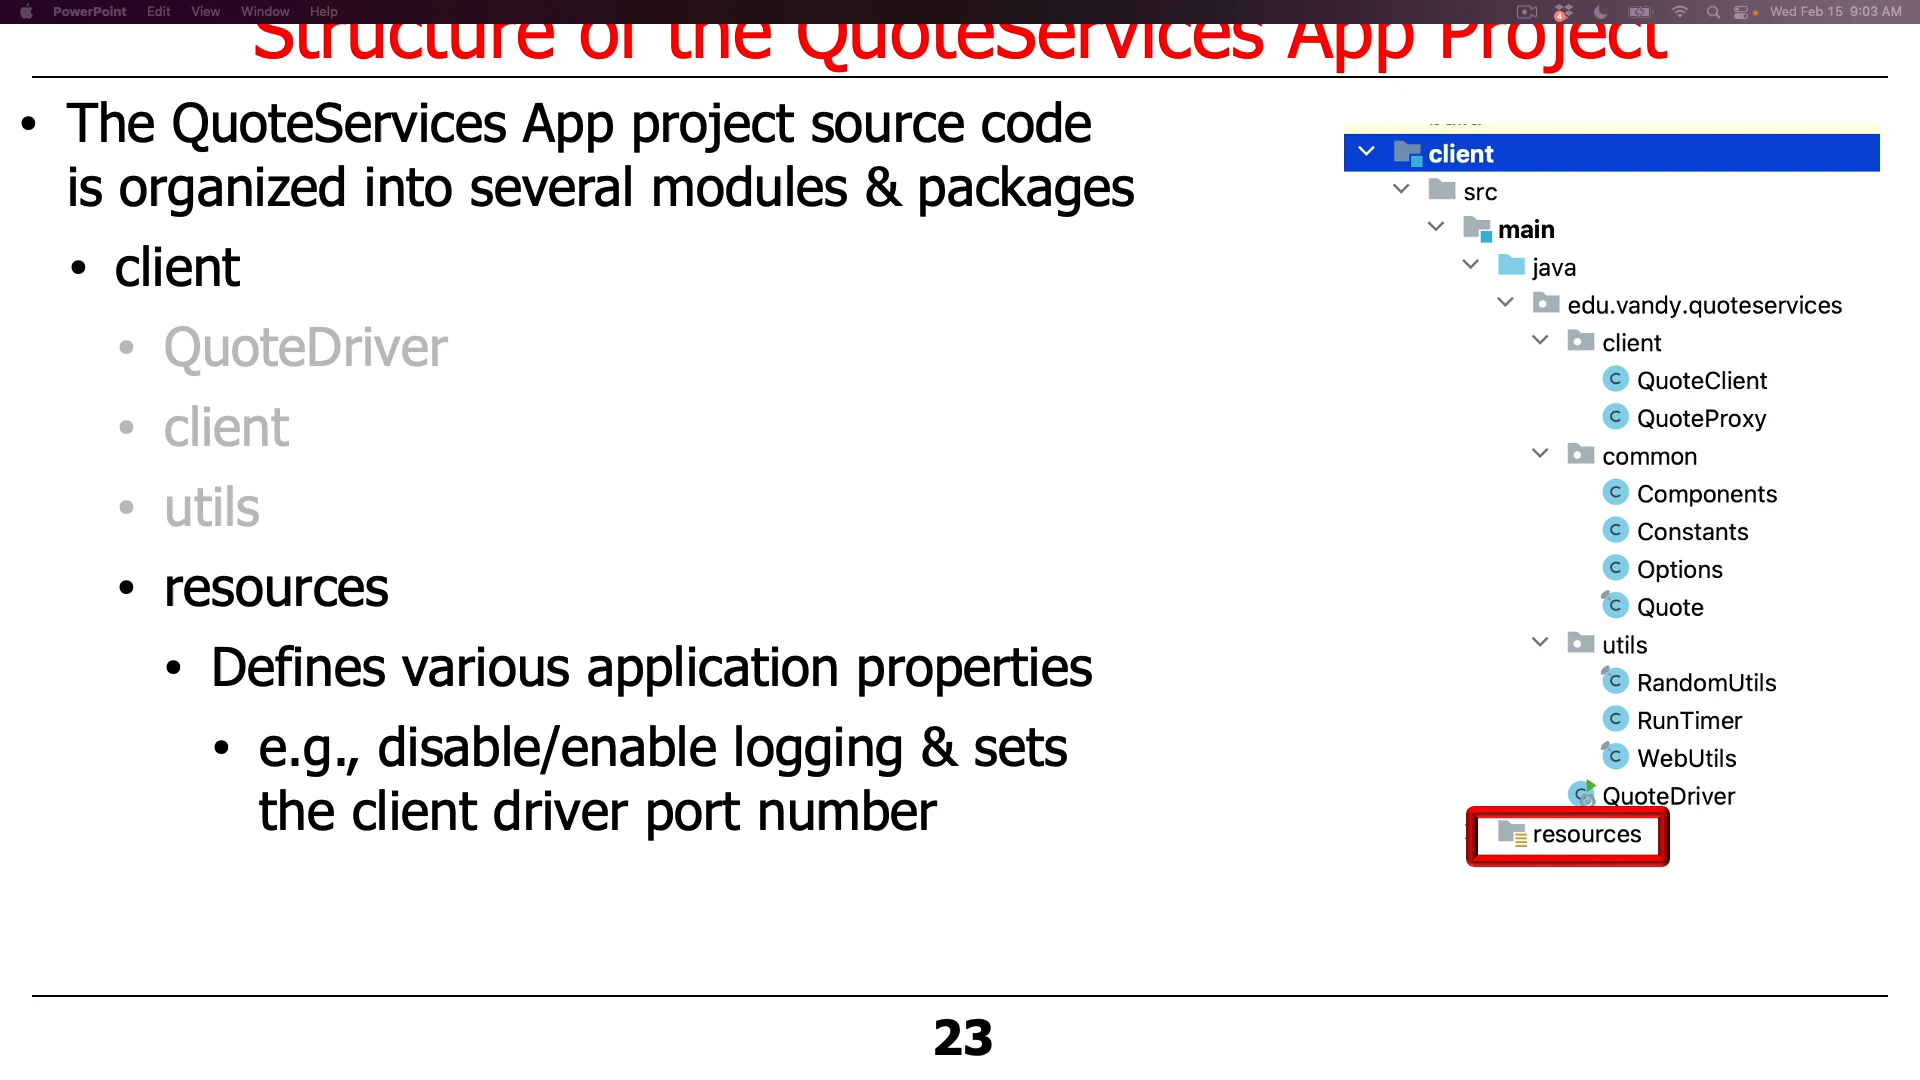 PowerPoint Edit View Window Help
4
Wed Feb 15 9:03 AM
Structure of the QuoteServices App Project
• The QuoteServices App project source code
is organized into several modules & packages
• client
• QuoteDriver
• client
• utils
• resources
• Defines various application properties
• e.g., disable/enable logging & sets
the client driver port number
client
src
main
java
edu.vandy.quoteservices
client
C QuoteClient
C QuoteProxy
common
C Components
C Constants
C Options
C Quote
utils
C RandomUtils
C RunTimer
C WebUtils
C QuoteDriver
resources
23